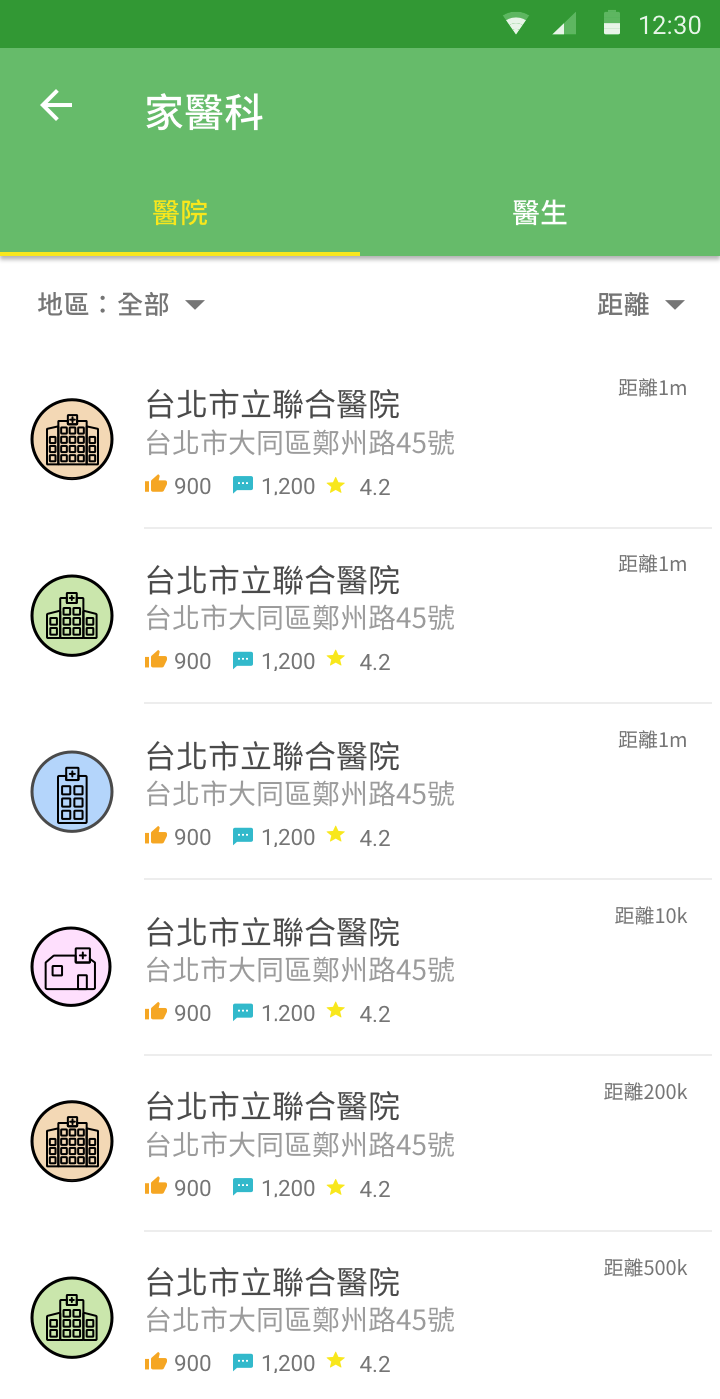 12:30
家醫科
醫院 醫生
地區：全部 距離
台北市立聯合醫院 距離1m
台北市大同區鄭州路45號
900 1,200 4.2
台北市立聯合醫院 距離1m
台北市大同區鄭州路45號
900 1,200 4.2
台北市立聯合醫院 距離1m
台北市大同區鄭州路45號
900 1,200 4.2
台北市立聯合醫院 距離10k
台北市大同區鄭州路45號
900 1.200 4.2
台北市立聯合醫院 距離200k
台北市大同區鄭州路45號
900 1,200 4.2
台北市立聯合醫院 距離500k
台北市大同區鄭州路45號
900 1,200 4.2